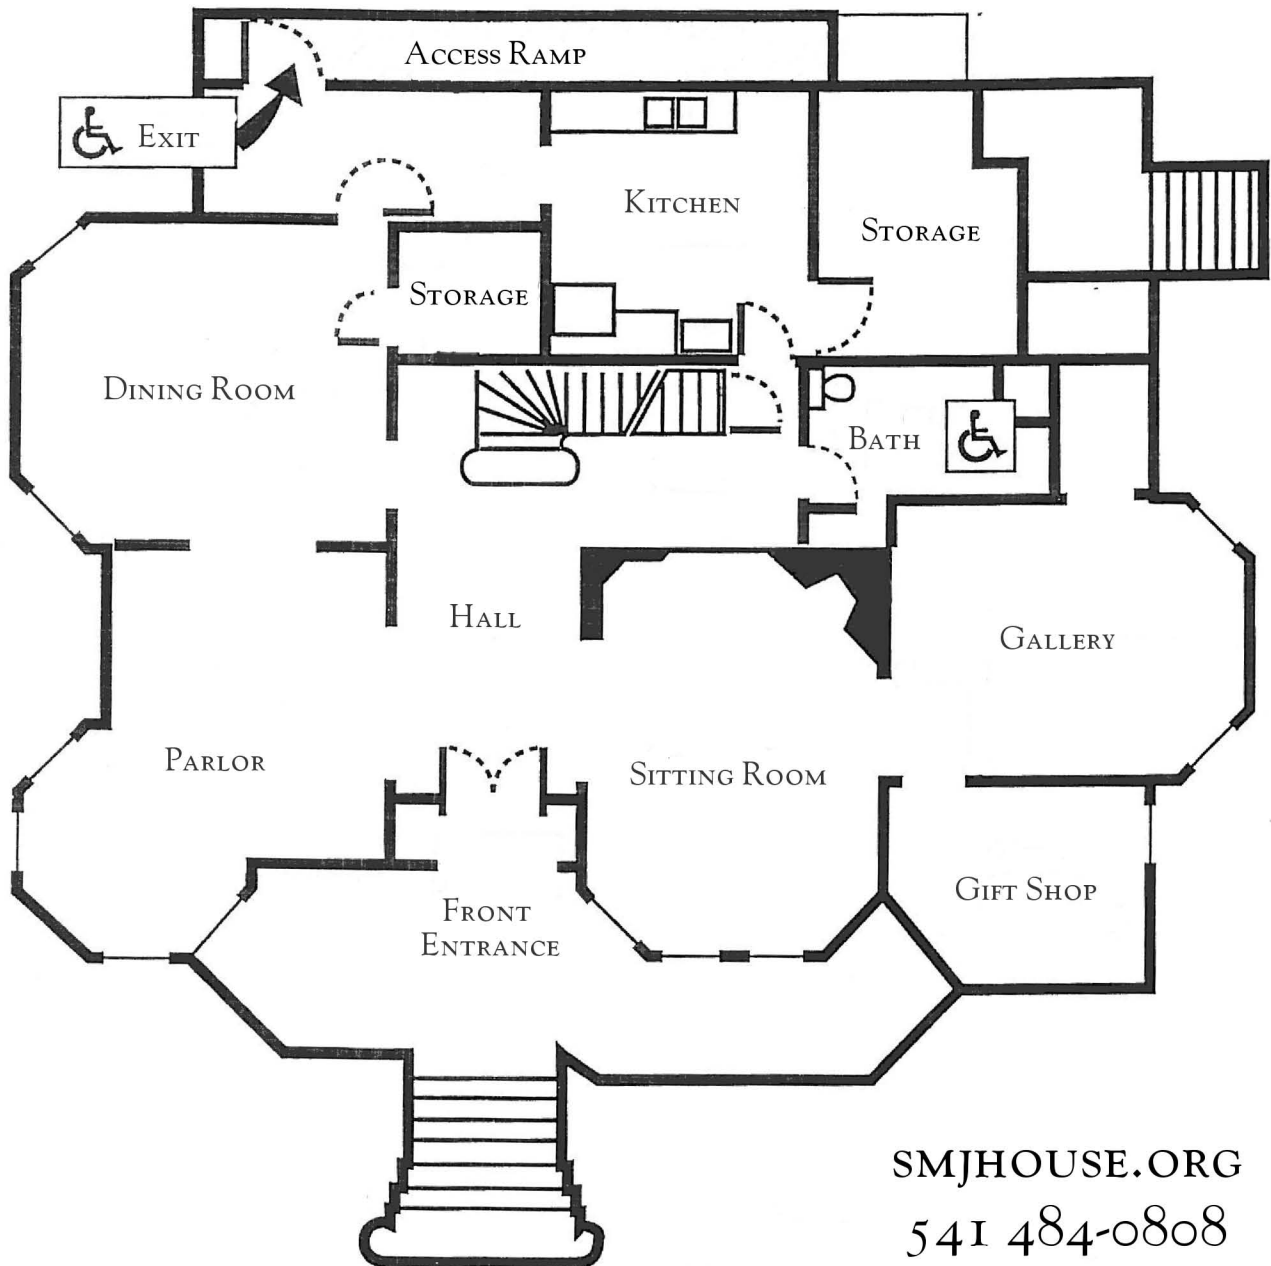 Access Ramp
Exit
Kitchen
Storage
Storage
Dining Room
Bath
Hall
Gallery
Parlor
Sitting Room
Gift Shop
Front
Entrance
smjhouse.org
541 484-0808